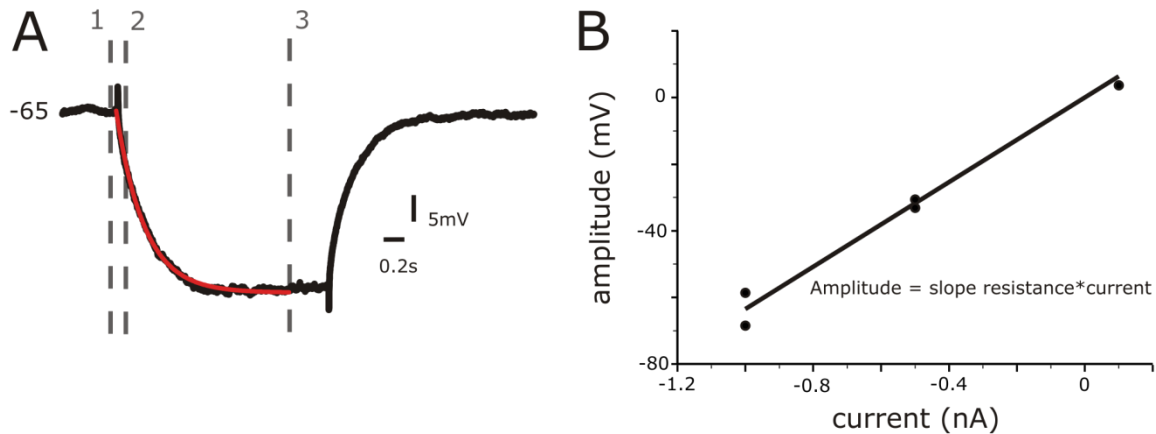 A
1
2
3
-65
5mV
0.2s
B
amplitude (mV)
0
-40
-80
Amplitude = slope resistance*current
-1.2
-0.8
-0.4
0
current (nA)